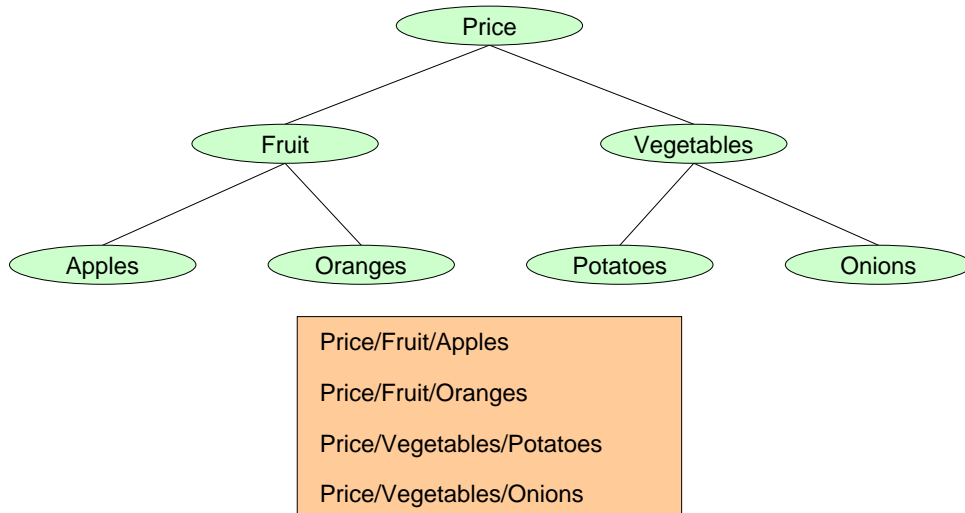 Price
Fruit Vegetables
Apples Oranges Potatoes Onions
Price/Fruit/Apples
Price/Fruit/Oranges
Price/Vegetables/Potatoes
Price/Vegetables/Onions